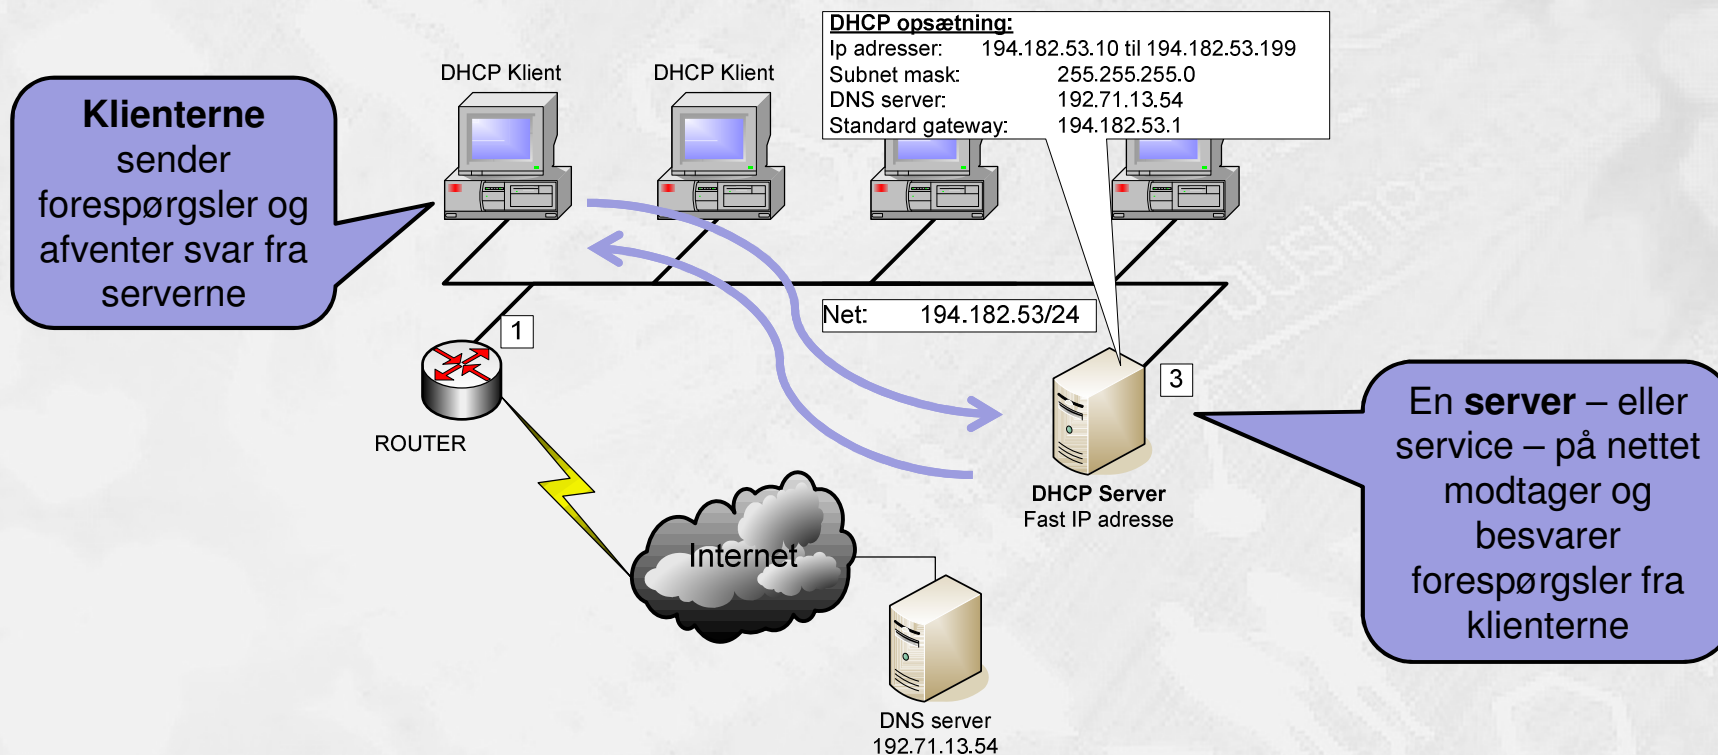 DHCP opsætning:
Ip adresser: 194.182.53.10 til 194.182.53.199
Subnet mask: 255.255.255.0
DNS server: 192.71.13.54
Standard gateway: 194.182.53.1
DHCP Klient
DHCP Klient
Klienterne
sender
forespørgsler og
afventer svar fra
serverne
Net: 194.182.53/24
1
ROUTER
3
DHCP Server
Fast IP adresse
En server – eller
service – på nettet
modtager og
besvarer
forespørgsler fra
klienterne
Internet
DNS server
192.71.13.54